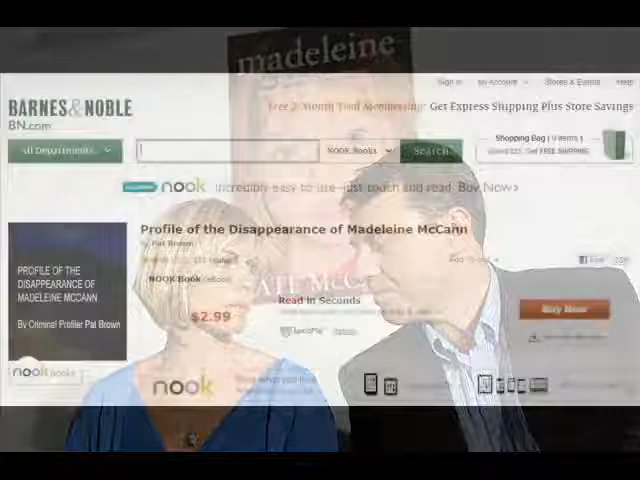 madeleine
Sign In My Account Stores & Events Help
BARNES&NOBLE
BN.com
Free 2-Month Trial Membership: Get Express Shipping Plus Store Savings
All Departments
NOOK Books
Search
Shopping Bag ( 0 items )
nook Incredibly easy to use—just touch and read. Buy Now >
Profile of the Disappearance of Madeleine McCann
by Pat Brown
NOOK Book (eBook)
PROFILE OF THE
DISAPPEARANCE OF
MADELEINE MCCANN
By Criminal Profiler Pat Brown
Read in Seconds
$2.99
Buy Now
nook books
nook